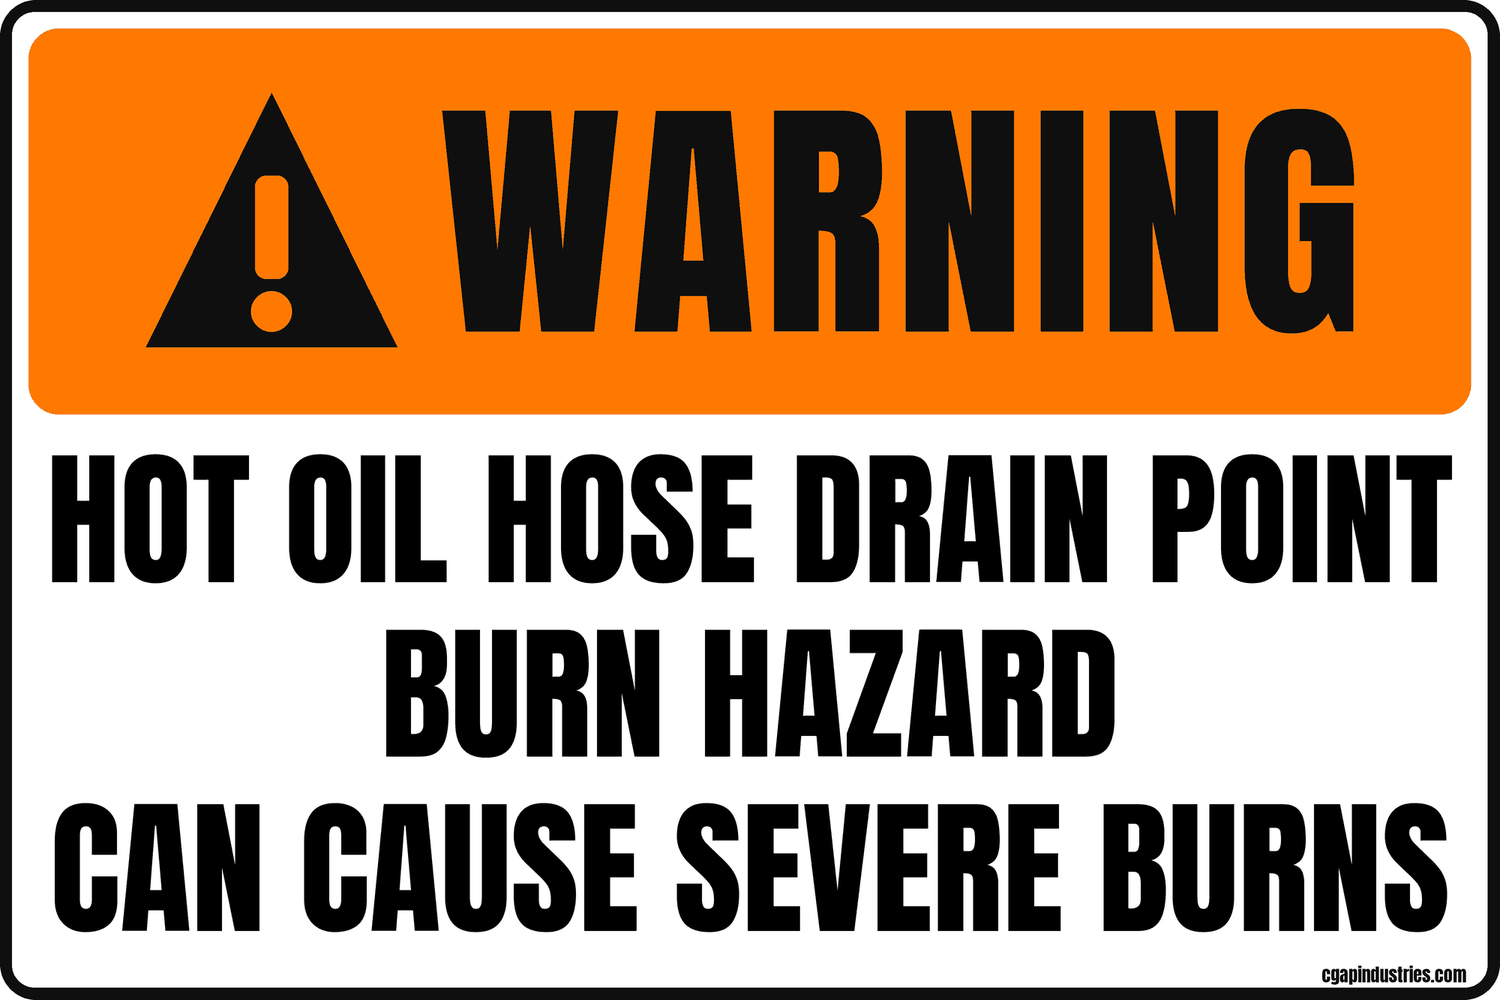 WARNING
HOT OIL HOSE DRAIN POINT
BURN HAZARD
CAN CAUSE SEVERE BURNS
cgapindustries.com